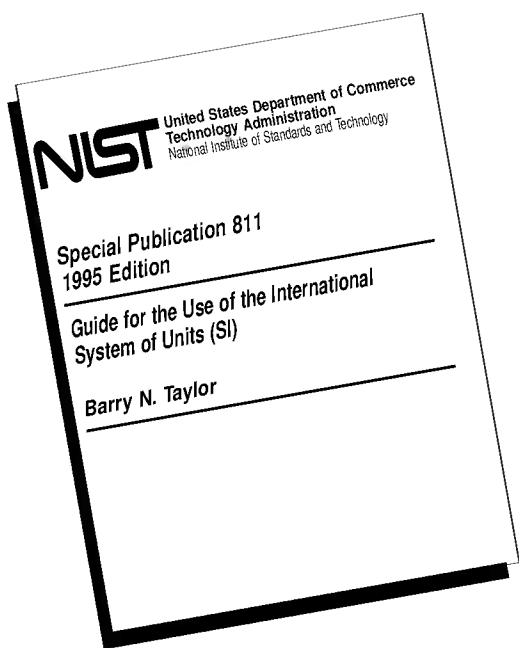 NIST
United States Department of Commerce
Technology Administration
National Institute of Standards and Technology
Special Publication 811
1995 Edition
Guide for the Use of the International
System of Units (SI)
Barry N. Taylor